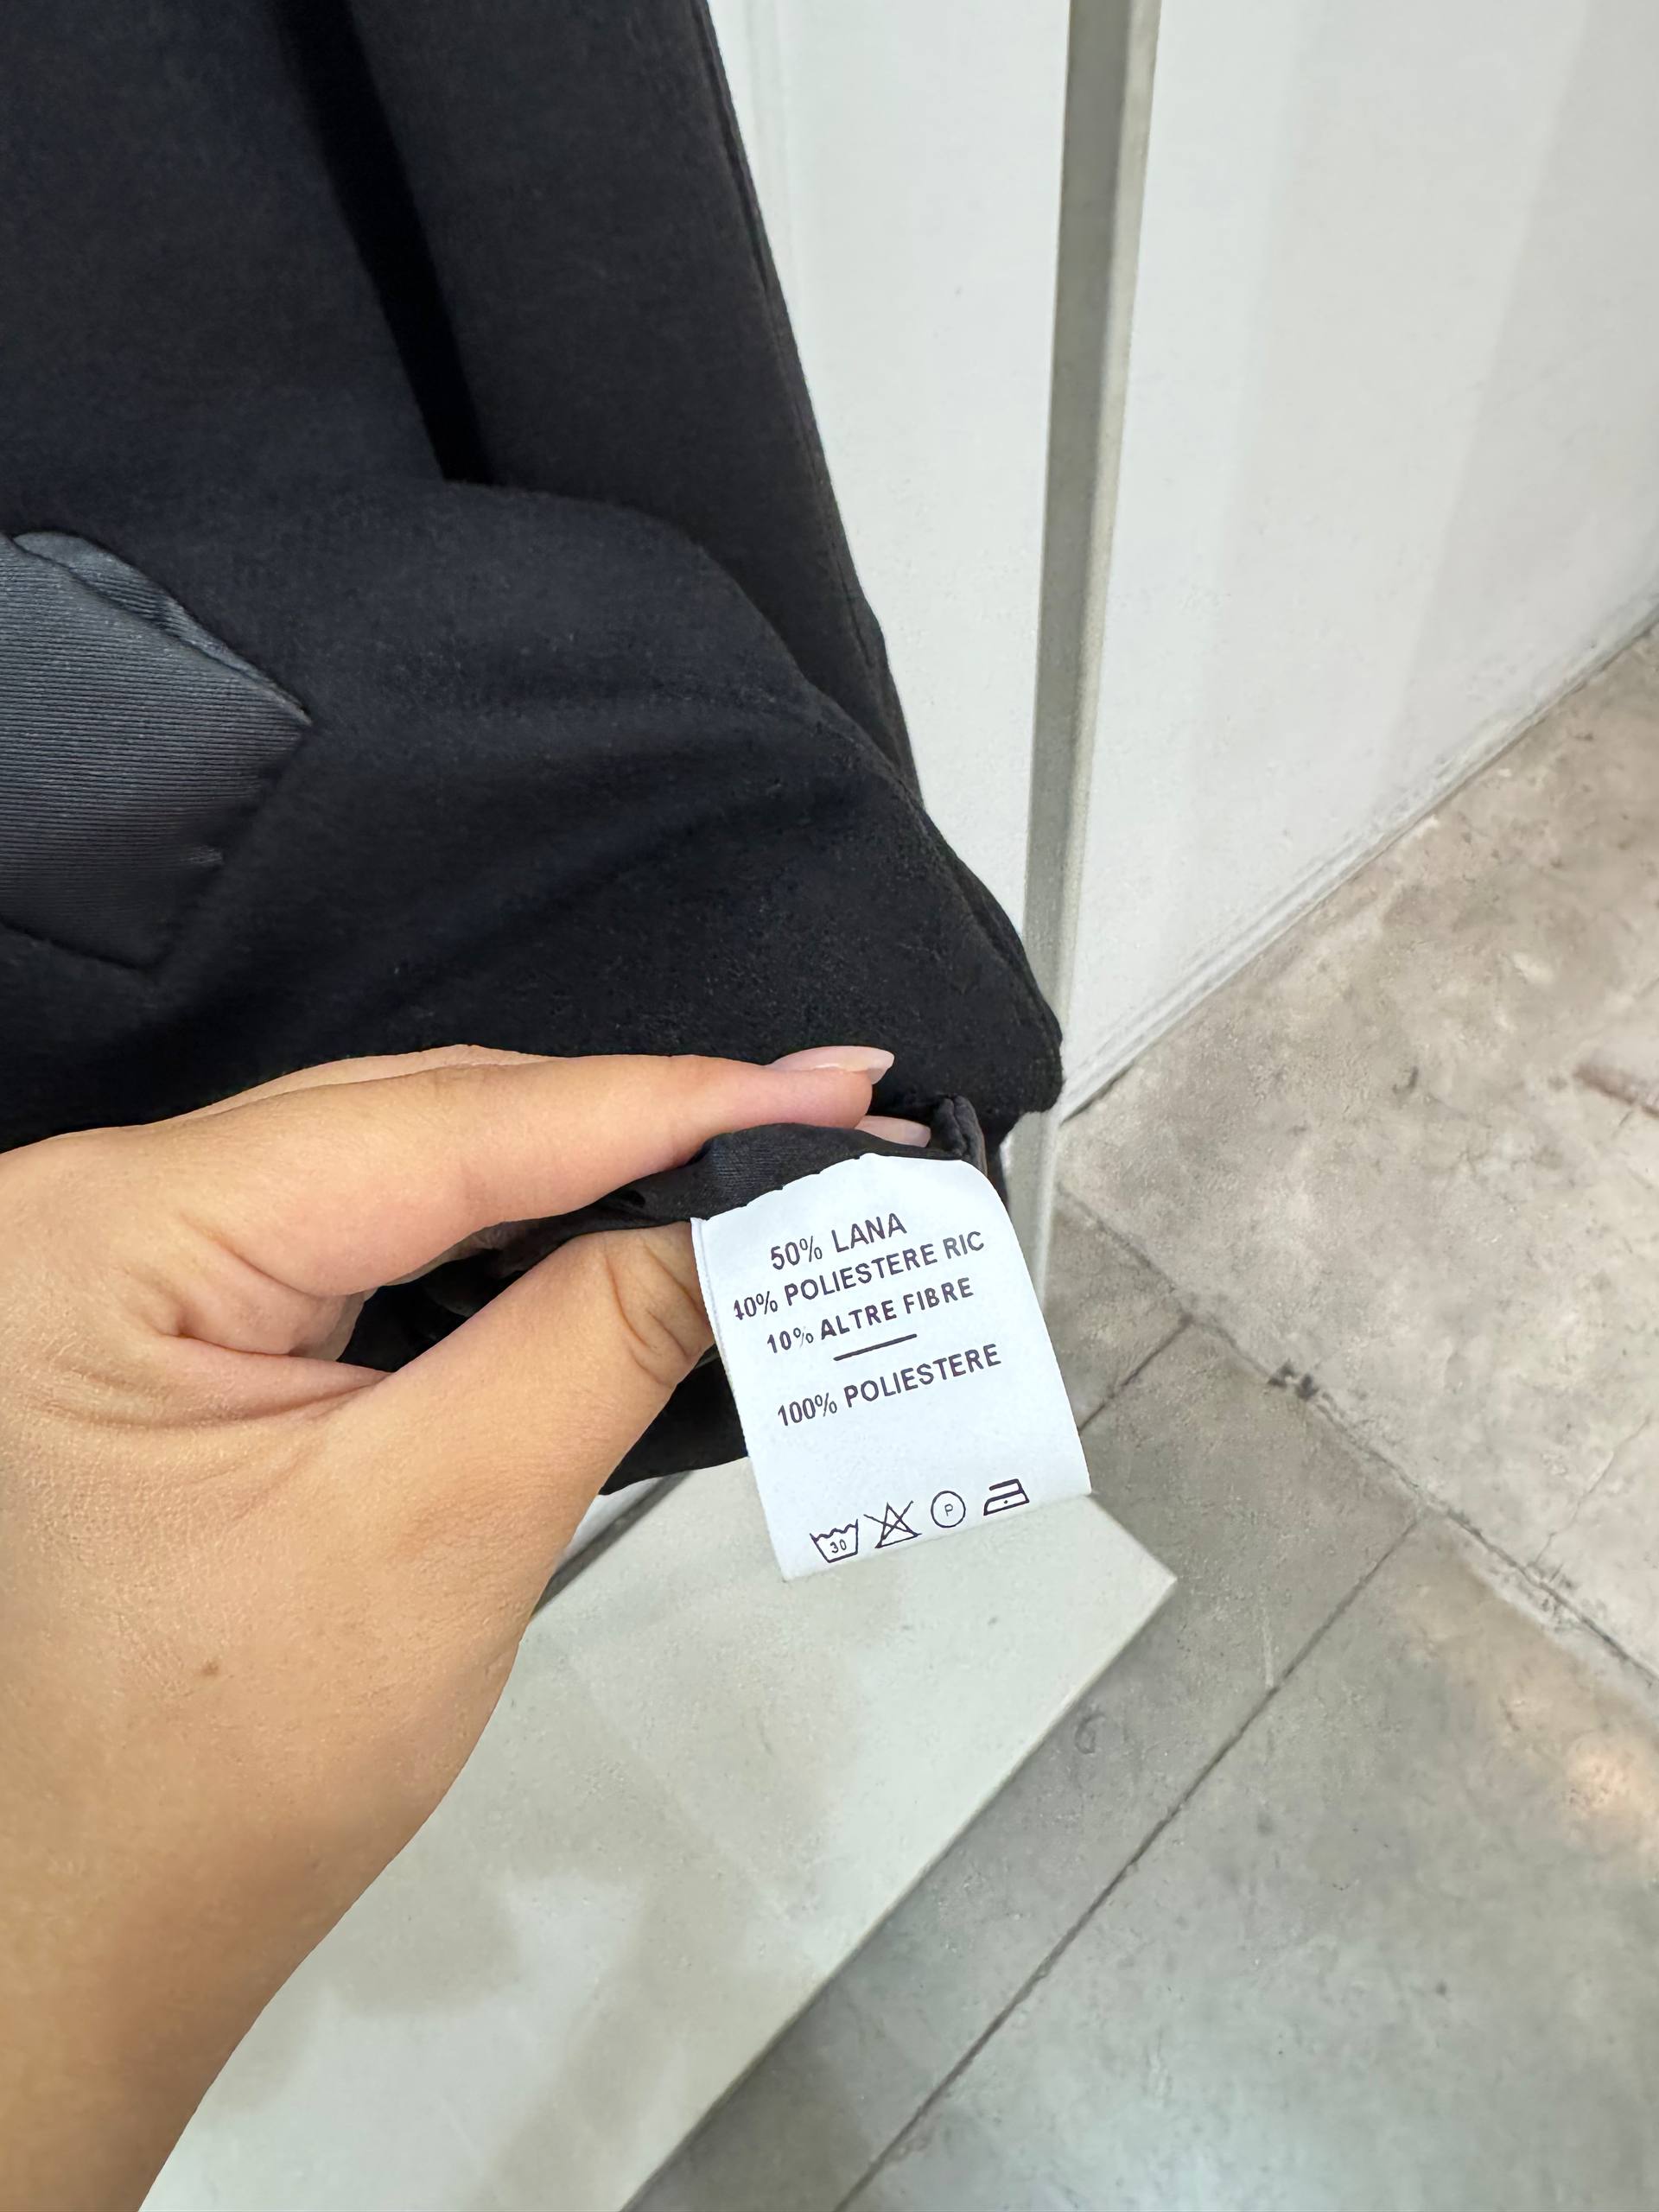 50% LANA
40% POLIESTERE RIC
10% ALTRE FIBRE
100% POLIESTERE
30 P